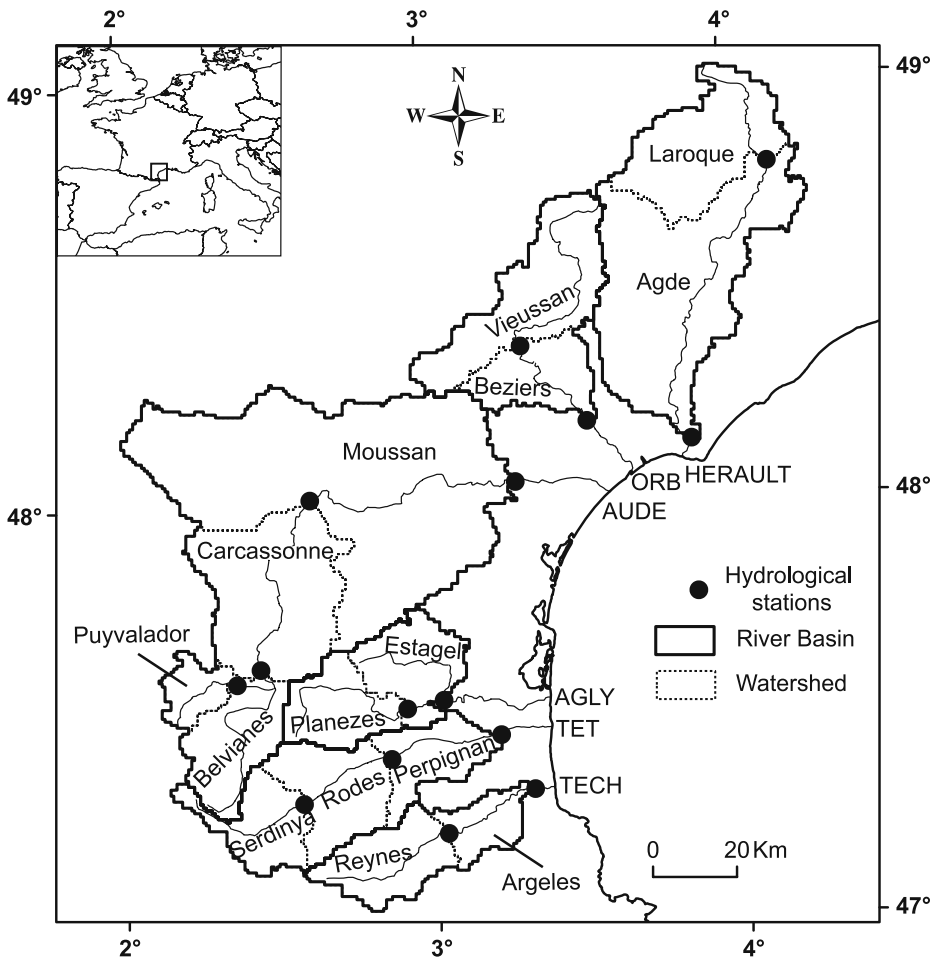 2° 3° 4°
49° 49°
N
W E
S
Laroque
Agde
Vieussan
Beziers
Moussan
ORB HERAULT
AUDE
48° 48°
Carcassonne
Hydrological
stations
Puyvalador
Estagel
River Basin
Watershed
AGLY
Planezes
TET
Belvianes
Perpignan
Rodes
TECH
Serdinya
Reynes
0 20 Km
Argeles
47°
2° 3° 4°